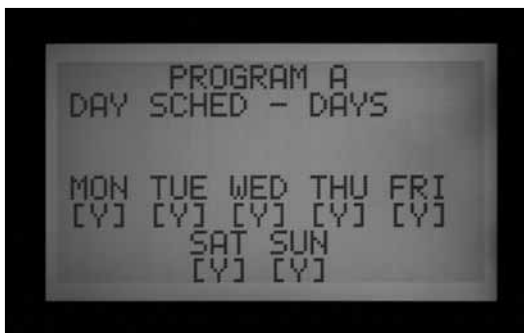 PROGRAM A
DAY SCHED - DAYS
MON TUE WED THU FRI
[Y] [Y] [Y] [Y] [Y]
SAT SUN
[Y] [Y]